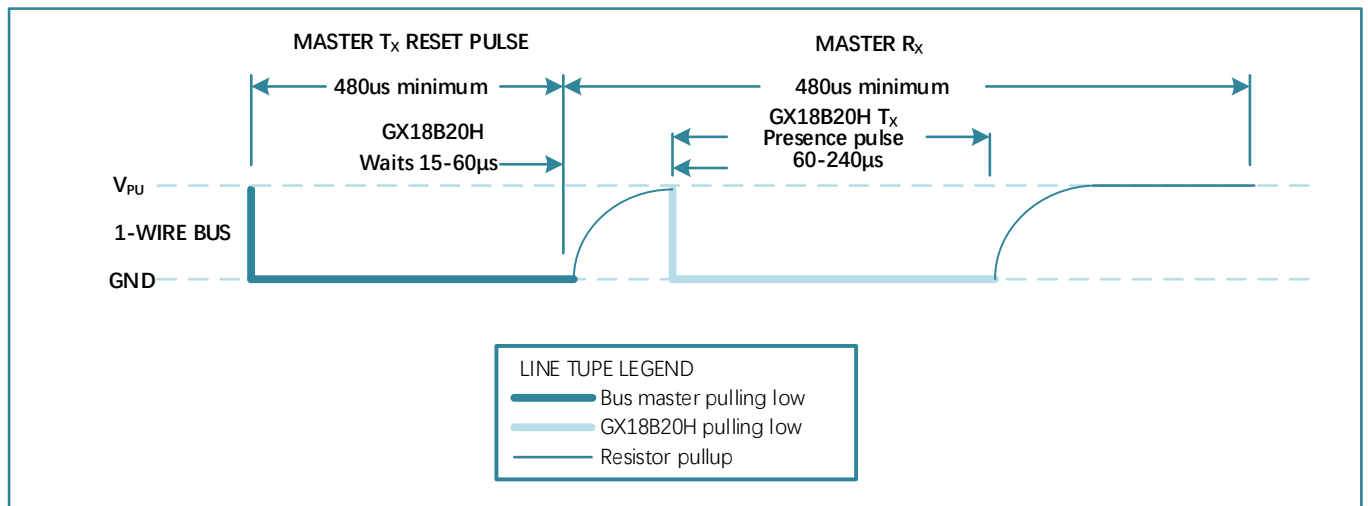 MASTER TX RESET PULSE
MASTER RX
480us minimum
480us minimum
GX18B20H
Waits 15-60μs
GX18B20H TX
Presence pulse
60-240μs
VPU
1-WIRE BUS
GND
LINE TUPE LEGEND
Bus master pulling low
GX18B20H pulling low
Resistor pullup